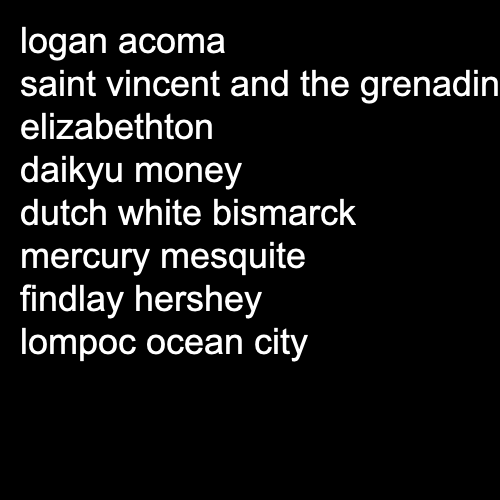 logan acoma
saint vincent and the grenadin
elizabethton
daikyu money
dutch white bismarck
mercury mesquite
findlay hershey
lompoc ocean city